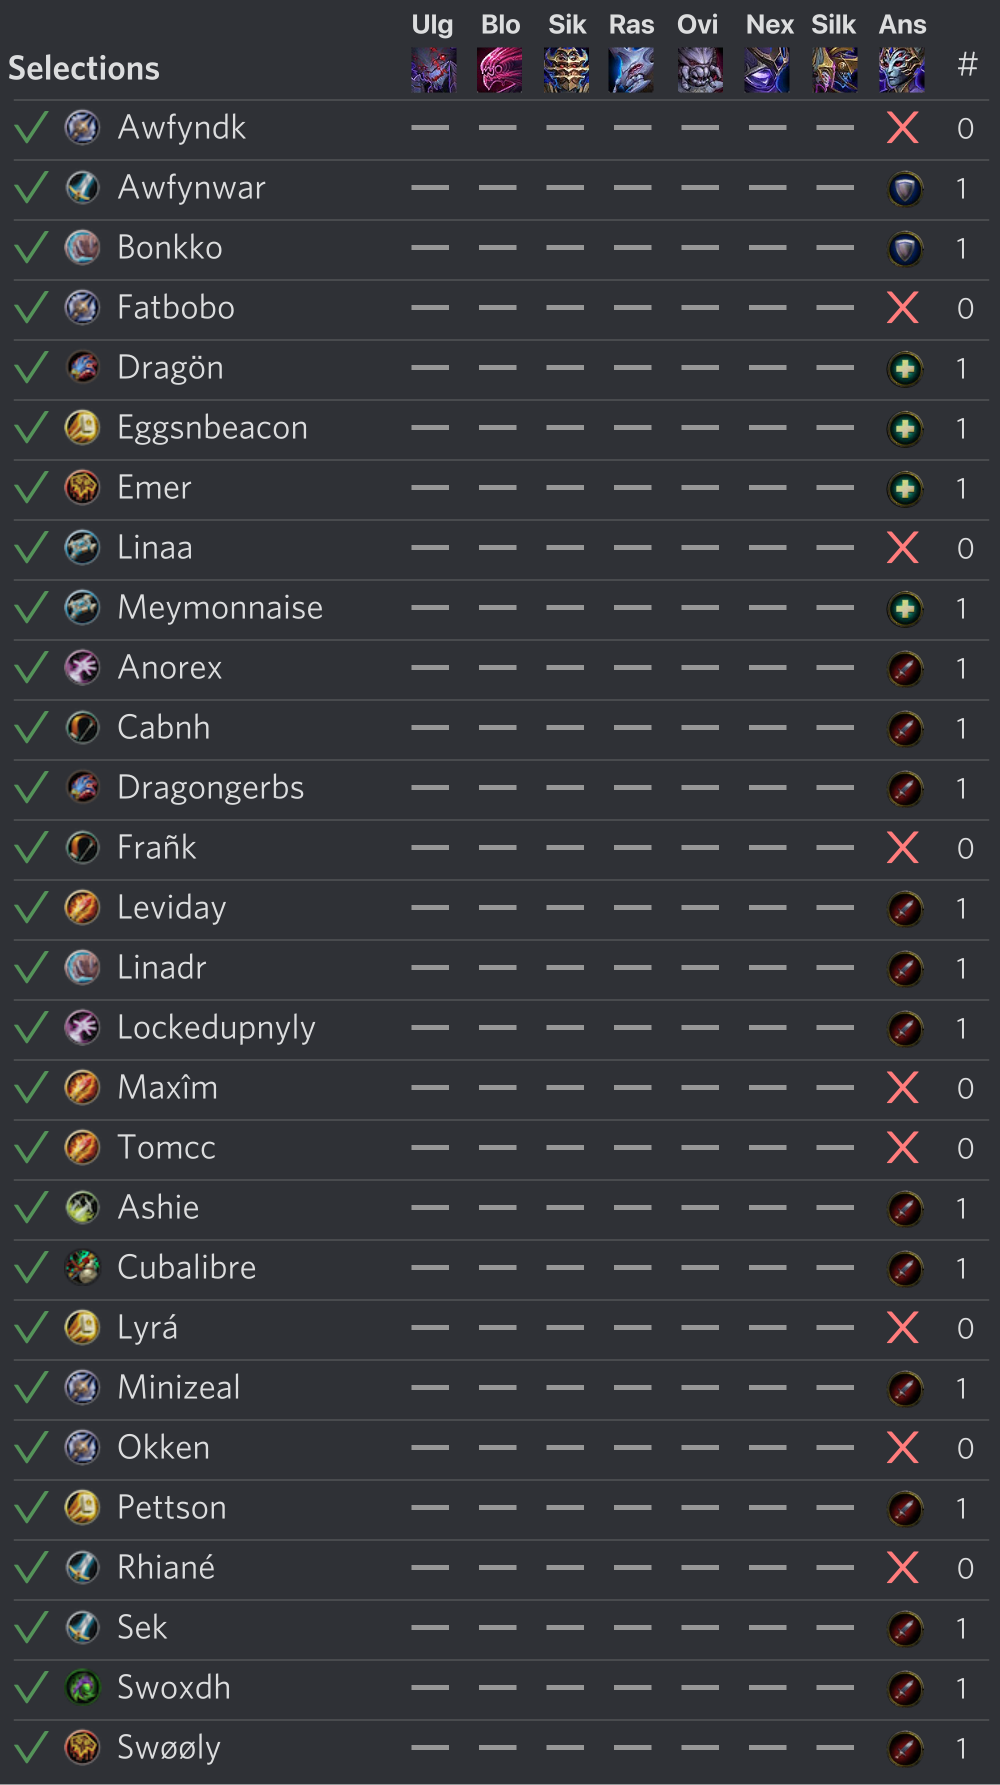 Ulg Blo Sik Ras Ovi Nex Silk Ans
Selections #
Awfyndk — — — — — — — 0
Awfynwar — — — — — — — 1
Bonkko — — — — — — — 1
Fatbobo — — — — — — — 0
Dragön — — — — — — — 1
Eggsnbeacon — — — — — — — 1
Emer — — — — — — — 1
Linaa — — — — — — — 0
Meymonnaise — — — — — — — 1
Anorex — — — — — — — 1
Cabnh — — — — — — — 1
Dragongerbs — — — — — — — 1
Frañk — — — — — — — 0
Leviday — — — — — — — 1
Linadr — — — — — — — 1
Lockedupnyly — — — — — — — 1
Maxîm — — — — — — — 0
Tomcc — — — — — — — 0
Ashie — — — — — — — 1
Cubalibre — — — — — — — 1
Lyrá — — — — — — — 0
Minizeal — — — — — — — 1
Okken — — — — — — — 0
Pettson — — — — — — — 1
Rhiané — — — — — — — 0
Sek — — — — — — — 1
Swoxdh — — — — — — — 1
Swøøly — — — — — — — 1